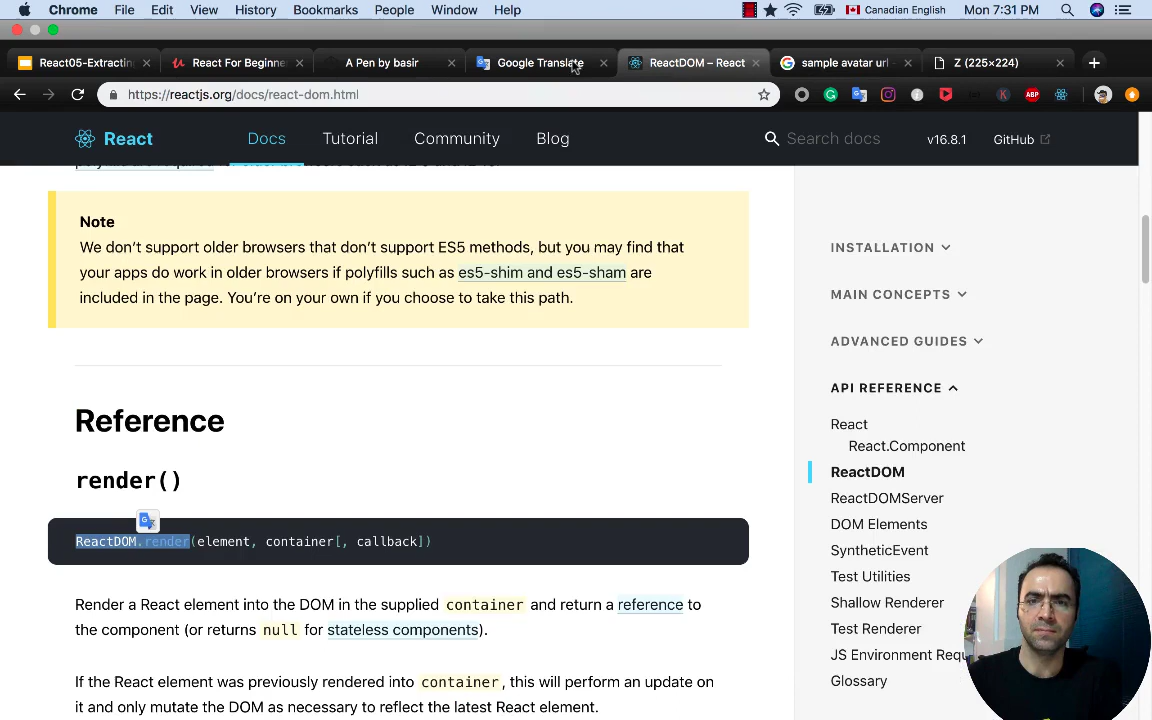 Chrome File Edit View History Bookmarks People Window Help Canadian English Mon 7:31 PM
React05-Extractin React For Beginne A Pen by basir Google Translate ReactDOM – React sample avatar url - Z (225×224)
https://reactjs.org/docs/react-dom.html
React Docs Tutorial Community Blog Search docs v16.8.1 GitHub
Note
We don’t support older browsers that don’t support ES5 methods, but you may find that
your apps do work in older browsers if polyfills such as es5-shim and es5-sham are
included in the page. You’re on your own if you choose to take this path.
Reference
render()
ReactDOM.render(element, container[, callback])
Render a React element into the DOM in the supplied container and return a reference to
the component (or returns null for stateless components).
If the React element was previously rendered into container, this will perform an update on
it and only mutate the DOM as necessary to reflect the latest React element.
INSTALLATION
MAIN CONCEPTS
ADVANCED GUIDES
API REFERENCE
React
React.Component
ReactDOM
ReactDOMServer
DOM Elements
SyntheticEvent
Test Utilities
Shallow Renderer
Test Renderer
JS Environment Requ
Glossary